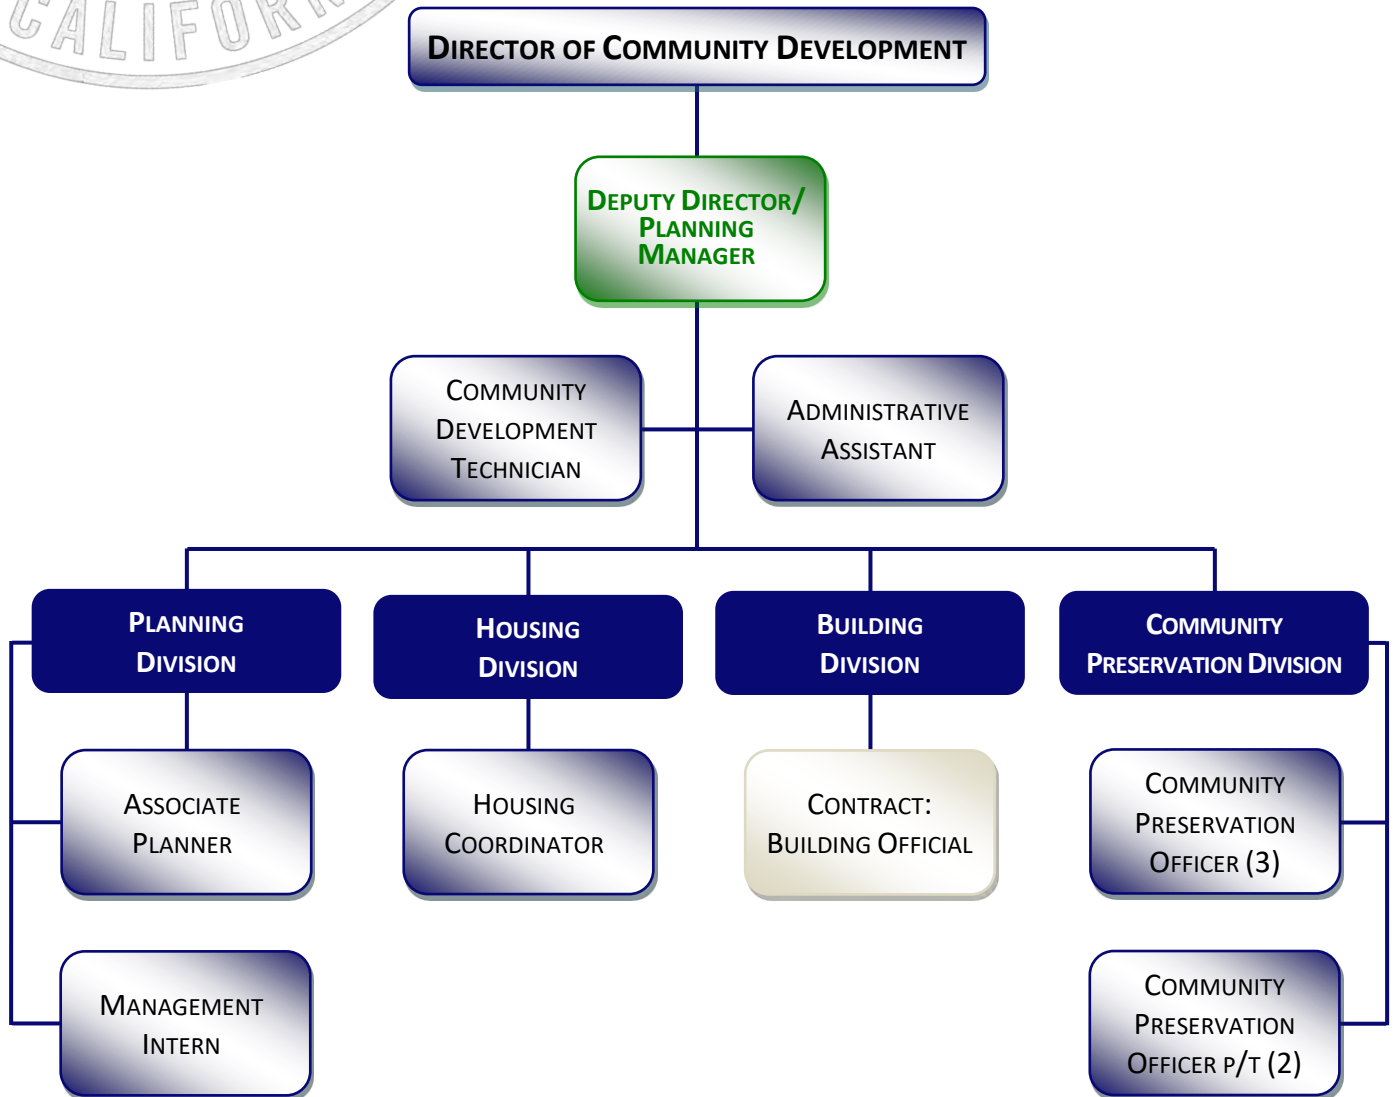 CALIFORN
DIRECTOR OF COMMUNITY DEVELOPMENT
DEPUTY DIRECTOR/
PLANNING
MANAGER
COMMUNITY
DEVELOPMENT
TECHNICIAN
ADMINISTRATIVE
ASSISTANT
PLANNING
DIVISION
HOUSING
DIVISION
BUILDING
DIVISION
COMMUNITY
PRESERVATION DIVISION
ASSOCIATE
PLANNER
HOUSING
COORDINATOR
CONTRACT:
BUILDING OFFICIAL
COMMUNITY
PRESERVATION
OFFICER (3)
MANAGEMENT
INTERN
COMMUNITY
PRESERVATION
OFFICER P/T (2)